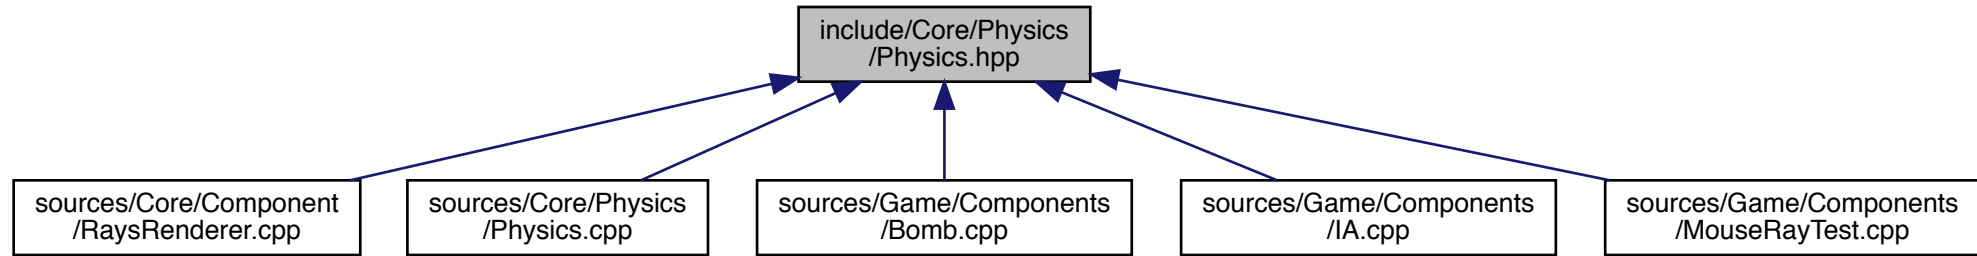 include/Core/Physics
/Physics.hpp
sources/Core/Component
/RaysRenderer.cpp
sources/Core/Physics
/Physics.cpp
sources/Game/Components
/Bomb.cpp
sources/Game/Components
/IA.cpp
sources/Game/Components
/MouseRayTest.cpp